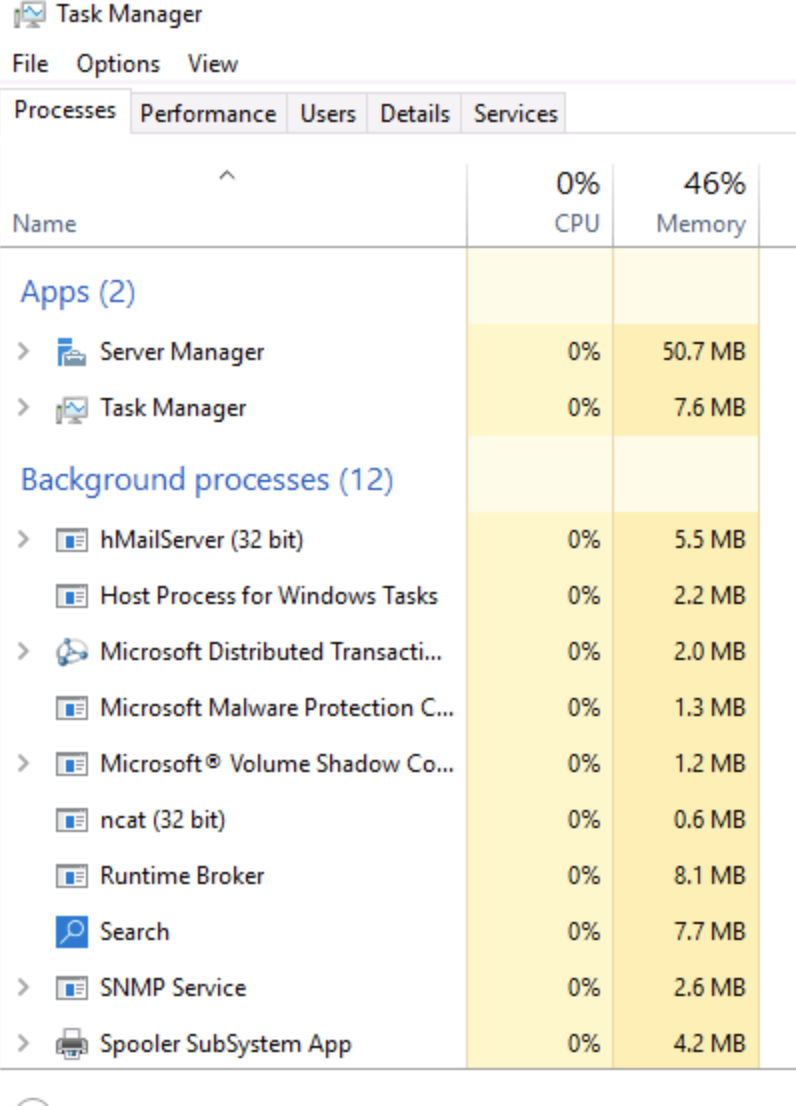 Task Manager
File Options View
Processes Performance Users Details Services
0% 46%
Name CPU Memory
Apps (2)
Server Manager 0% 50.7 MB
Task Manager 0% 7.6 MB
Background processes (12)
hMailServer (32 bit) 0% 5.5 MB
Host Process for Windows Tasks 0% 2.2 MB
Microsoft Distributed Transacti... 0% 2.0 MB
Microsoft Malware Protection C... 0% 1.3 MB
Microsoft® Volume Shadow Co... 0% 1.2 MB
ncat (32 bit) 0% 0.6 MB
Runtime Broker 0% 8.1 MB
Search 0% 7.7 MB
SNMP Service 0% 2.6 MB
Spooler SubSystem App 0% 4.2 MB